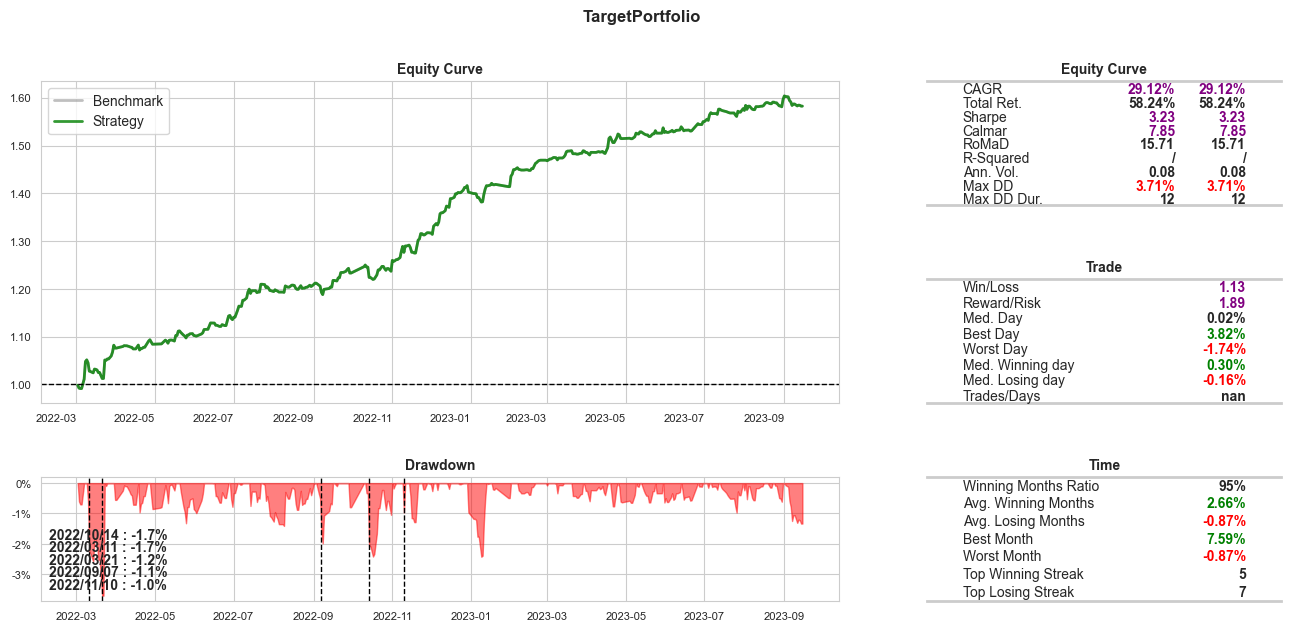 TargetPortfolio
Equity Curve
Benchmark
Strategy
1.60
1.50
1.40
1.30
1.20
1.10
1.00
2022-03 2022-05 2022-07 2022-09 2022-11 2023-01 2023-03 2023-05 2023-07 2023-09
Equity Curve
CAGR 29.12% 29.12%
Total Ret. 58.24% 58.24%
Sharpe 3.23 3.23
Calmar 7.85 7.85
RoMaD 15.71 15.71
R-Squared / /
Ann. Vol. 0.08 0.08
Max DD 3.71% 3.71%
Max DD Dur. 12 12
Trade
Win/Loss 1.13
Reward/Risk 1.89
Med. Day 0.02%
Best Day 3.82%
Worst Day -1.74%
Med. Winning day 0.30%
Med. Losing day -0.16%
Trades/Days nan
Drawdown
0%
-1%
-2%
-3%
2022/10/14 : -1.7%
2022/03/11 : -1.7%
2022/03/21 : -1.2%
2022/09/07 : -1.1%
2022/11/10 : -1.0%
2022-03 2022-05 2022-07 2022-09 2022-11 2023-01 2023-03 2023-05 2023-07 2023-09
Time
Winning Months Ratio 95%
Avg. Winning Months 2.66%
Avg. Losing Months -0.87%
Best Month 7.59%
Worst Month -0.87%
Top Winning Streak 5
Top Losing Streak 7